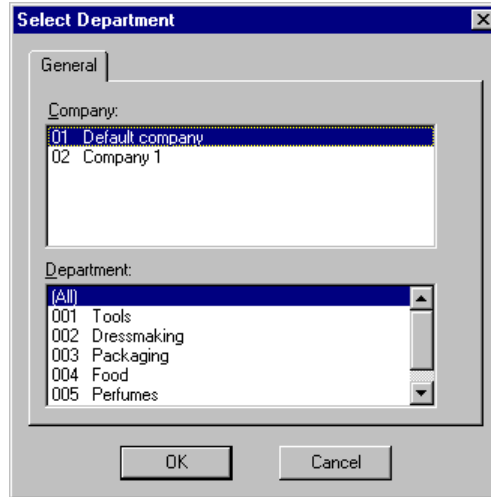 Select Department
General
Company:
01 Default company
02 Company 1
Department:
(All)
001 Tools
002 Dressmaking
003 Packaging
004 Food
005 Perfumes
OK Cancel